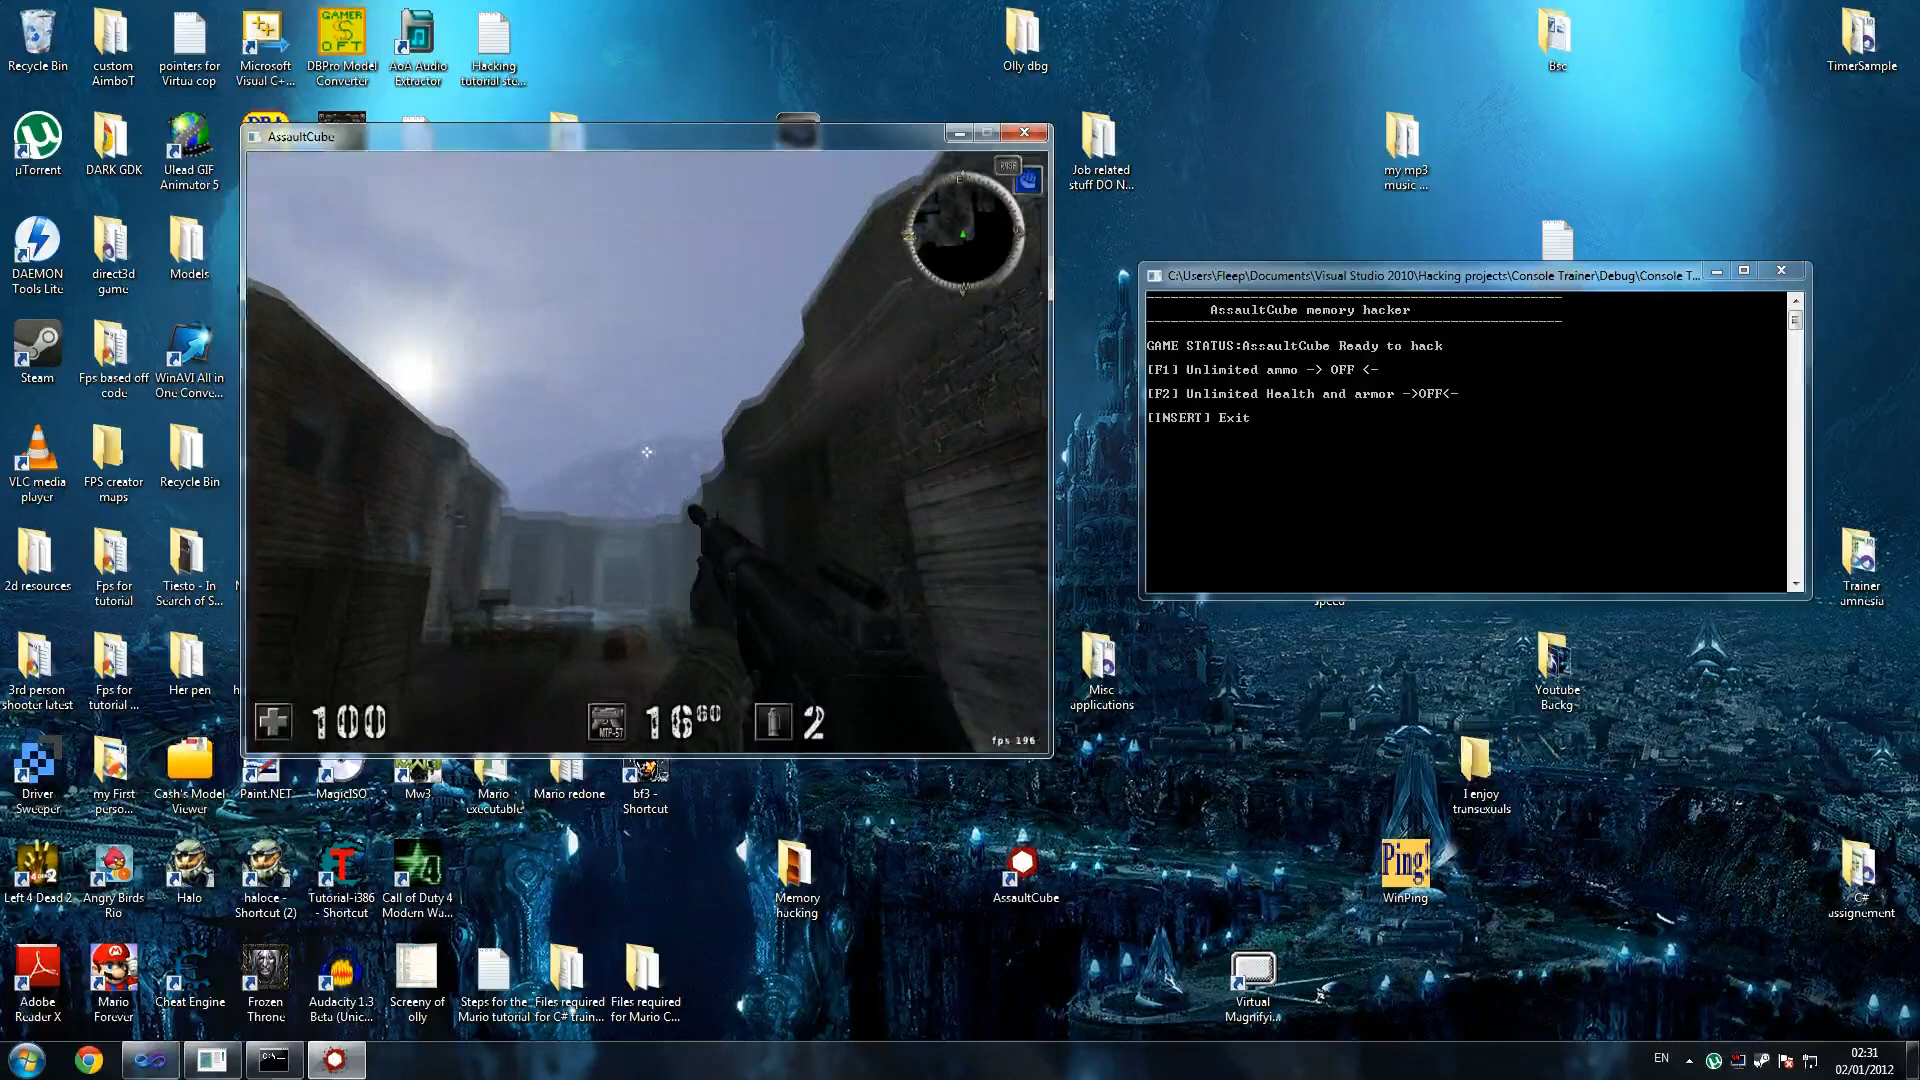 Recycle Bin
custom
AimboT
pointers for
Virtua cop
Microsoft
Visual C+...
GAMER
$
OFT
DBPro Model
Converter
AoA Audio
Extractor
Hacking
tutorial ste...
Olly dbg
Bsc
TimerSample
µTorrent
DARK GDK
Ulead GIF
Animator 5
Job related
stuff DO N...
my mp3
music ...
DAEMON
Tools Lite
direct3d
game
Models
Steam
Fps based off
code
WinAVI All in
One Conve...
VLC media
player
FPS creator
maps
Recycle Bin
2d resources
Fps for
tutorial
Tiesto - In
Search of S...
3rd person
shooter latest
Fps for
tutorial ...
Her pen
Driver
Sweeper
my First
perso...
Cash's Model
Viewer
Paint.NET
MagicISO
Mw3
Mario
executable
Mario redone
bf3 -
Shortcut
Left 4 Dead 2
Angry Birds
Rio
Halo
haloce -
Shortcut (2)
Tutorial-i386
- Shortcut
Call of Duty 4
Modern Wa...
Memory
hacking
AssaultCube
Ping!
WinPing
C#
assignement
Adobe
Reader X
Mario
Forever
Cheat Engine
Frozen
Throne
Audacity 1.3
Beta (Unic...
Screeny of
olly
Steps for the
Mario tutorial
Files required
for C# train...
Files required
for Mario C...
Virtual
Magnifyi...
AssaultCube
E
W
100
MTP-57
16 60
2
fps 196
C:\Users\Fleep\Documents\Visual Studio 2010\Hacking projects\Console Trainer\Debug\Console T...
AssaultCube memory hacker
GAME STATUS:AssaultCube Ready to hack
[F1] Unlimited ammo -> OFF <-
[F2] Unlimited Health and armor ->OFF<-
[INSERT] Exit
speed
Trainer
amnesia
Misc
applications
Youtube
Backg
I enjoy
transexuals
EN
02:31
02/01/2012